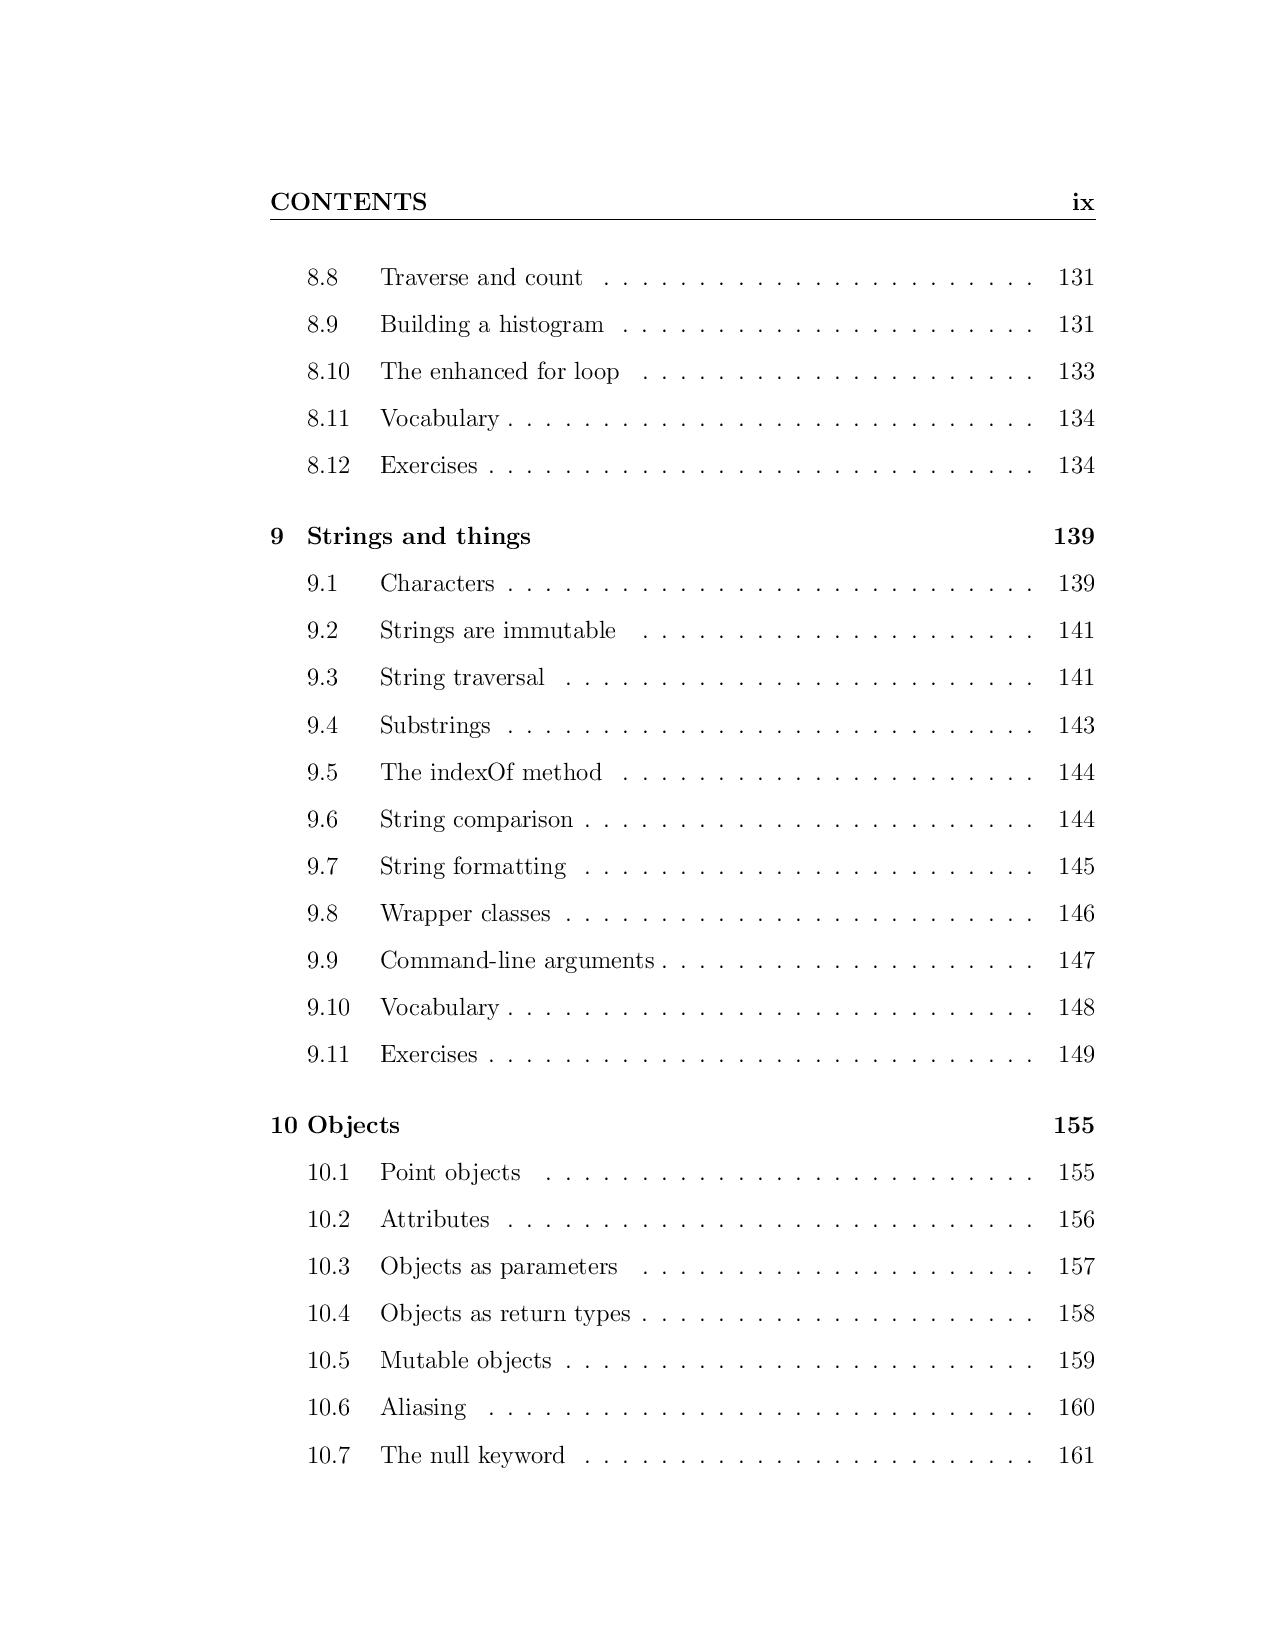 CONTENTS ix
8.8 Traverse and count . . . . . . . . . . . . . . . . . . . . . . . 131
8.9 Building a histogram . . . . . . . . . . . . . . . . . . . . . . 131
8.10 The enhanced for loop . . . . . . . . . . . . . . . . . . . . . 133
8.11 Vocabulary . . . . . . . . . . . . . . . . . . . . . . . . . . . . 134
8.12 Exercises . . . . . . . . . . . . . . . . . . . . . . . . . . . . . 134
9 Strings and things 139
9.1 Characters . . . . . . . . . . . . . . . . . . . . . . . . . . . . 139
9.2 Strings are immutable . . . . . . . . . . . . . . . . . . . . . 141
9.3 String traversal . . . . . . . . . . . . . . . . . . . . . . . . . 141
9.4 Substrings . . . . . . . . . . . . . . . . . . . . . . . . . . . . 143
9.5 The indexOf method . . . . . . . . . . . . . . . . . . . . . . 144
9.6 String comparison . . . . . . . . . . . . . . . . . . . . . . . . 144
9.7 String formatting . . . . . . . . . . . . . . . . . . . . . . . . 145
9.8 Wrapper classes . . . . . . . . . . . . . . . . . . . . . . . . . 146
9.9 Command-line arguments . . . . . . . . . . . . . . . . . . . . 147
9.10 Vocabulary . . . . . . . . . . . . . . . . . . . . . . . . . . . . 148
9.11 Exercises . . . . . . . . . . . . . . . . . . . . . . . . . . . . . 149
10 Objects 155
10.1 Point objects . . . . . . . . . . . . . . . . . . . . . . . . . . 155
10.2 Attributes . . . . . . . . . . . . . . . . . . . . . . . . . . . . 156
10.3 Objects as parameters . . . . . . . . . . . . . . . . . . . . . 157
10.4 Objects as return types . . . . . . . . . . . . . . . . . . . . . 158
10.5 Mutable objects . . . . . . . . . . . . . . . . . . . . . . . . . 159
10.6 Aliasing . . . . . . . . . . . . . . . . . . . . . . . . . . . . . 160
10.7 The null keyword . . . . . . . . . . . . . . . . . . . . . . . . 161